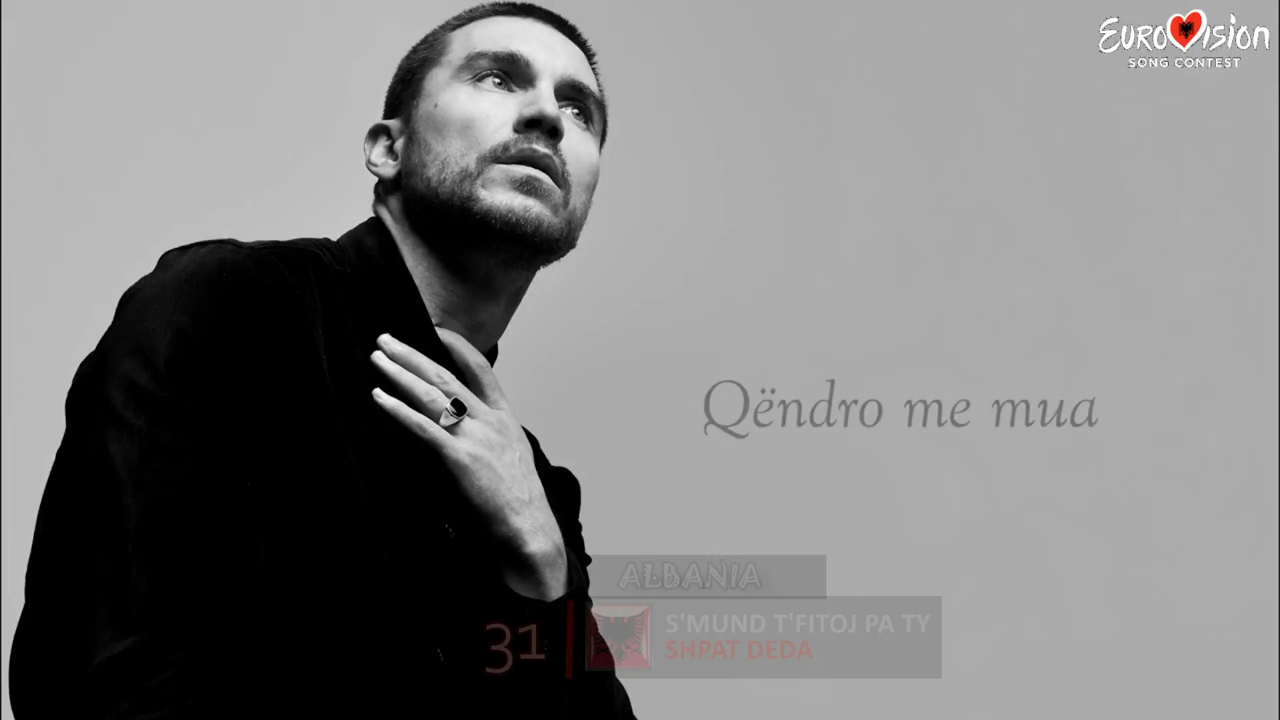 EUROVISION
SONG CONTEST
Qëndro me mua
ALBANIA
31
S'MUND T'FITOJ PA TY
SHPAT DEDA